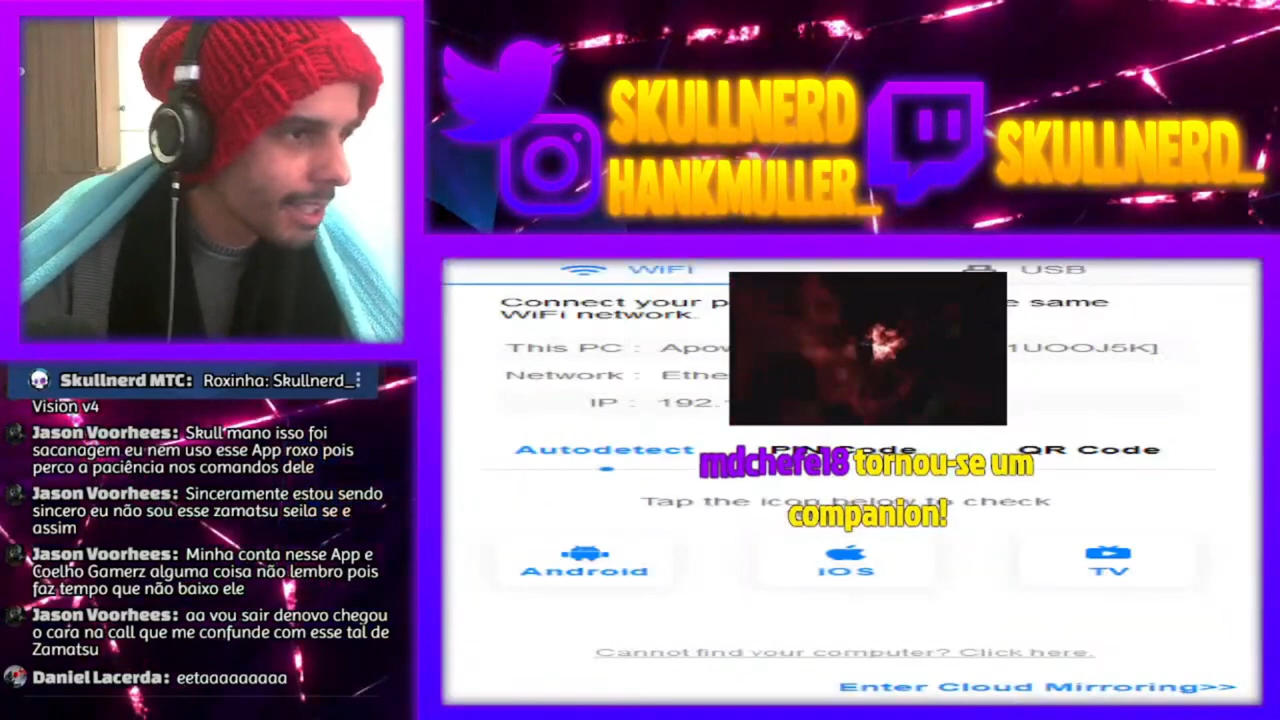 SKULLNERD
HANKMULLER_
SKULLNERD_
WiFi
USB
Connect your
same
WiFi network.
This PC :
1UOOJ5K]
Network :
IP : 192.
Autodetect
PIN Code
QR Code
mdchefe18 tornou-se um
companion!
Tap the icon below to check
Android
iOS
TV
Cannot find your computer? Click here.
Enter Cloud Mirroring>>
Skullnerd MTC: Roxinha: Skullnerd_
Vision v4
Jason Voorhees: Skull mano isso foi
sacanagem eu nem uso esse App roxo pois
perco a paciência nos comandos dele
Jason Voorhees: Sinceramente estou sendo
sincero eu não sou esse zamatsu seila se e
assim
Jason Voorhees: Minha conta nesse App e
Coelho Gamerz alguma coisa não lembro pois
faz tempo que não baixo ele
Jason Voorhees: aa vou sair denovo chegou
o cara na call que me confunde com esse tal de
Zamatsu
Daniel Lacerda: eetaaaaaaaaa